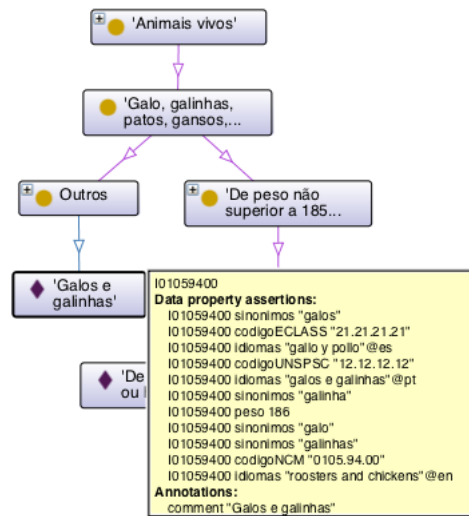 'Animais vivos'
'Galo, galinhas,
patos, gansos,...
Outros
'De peso não
superior a 185...
'Galos e
galinhas'
'De
ou
I01059400
Data property assertions:
I01059400 sinonimos "galos"
I01059400 codigoECLASS "21.21.21.21"
I01059400 idiomas "gallo y pollo"@es
I01059400 codigoUNSPSC "12.12.12.12"
I01059400 idiomas "galos e galinhas"@pt
I01059400 sinonimos "galinha"
I01059400 peso 186
I01059400 sinonimos "galo"
I01059400 sinonimos "galinhas"
I01059400 codigoNCM "0105.94.00"
I01059400 idiomas "roosters and chickens"@en
Annotations:
comment "Galos e galinhas"